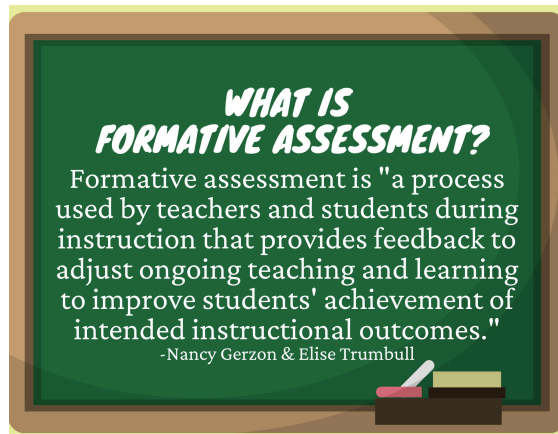 WHAT IS
FORMATIVE ASSESSMENT?
Formative assessment is "a process
used by teachers and students during
instruction that provides feedback to
adjust ongoing teaching and learning
to improve students' achievement of
intended instructional outcomes."
-Nancy Gerzon & Elise Trumbull